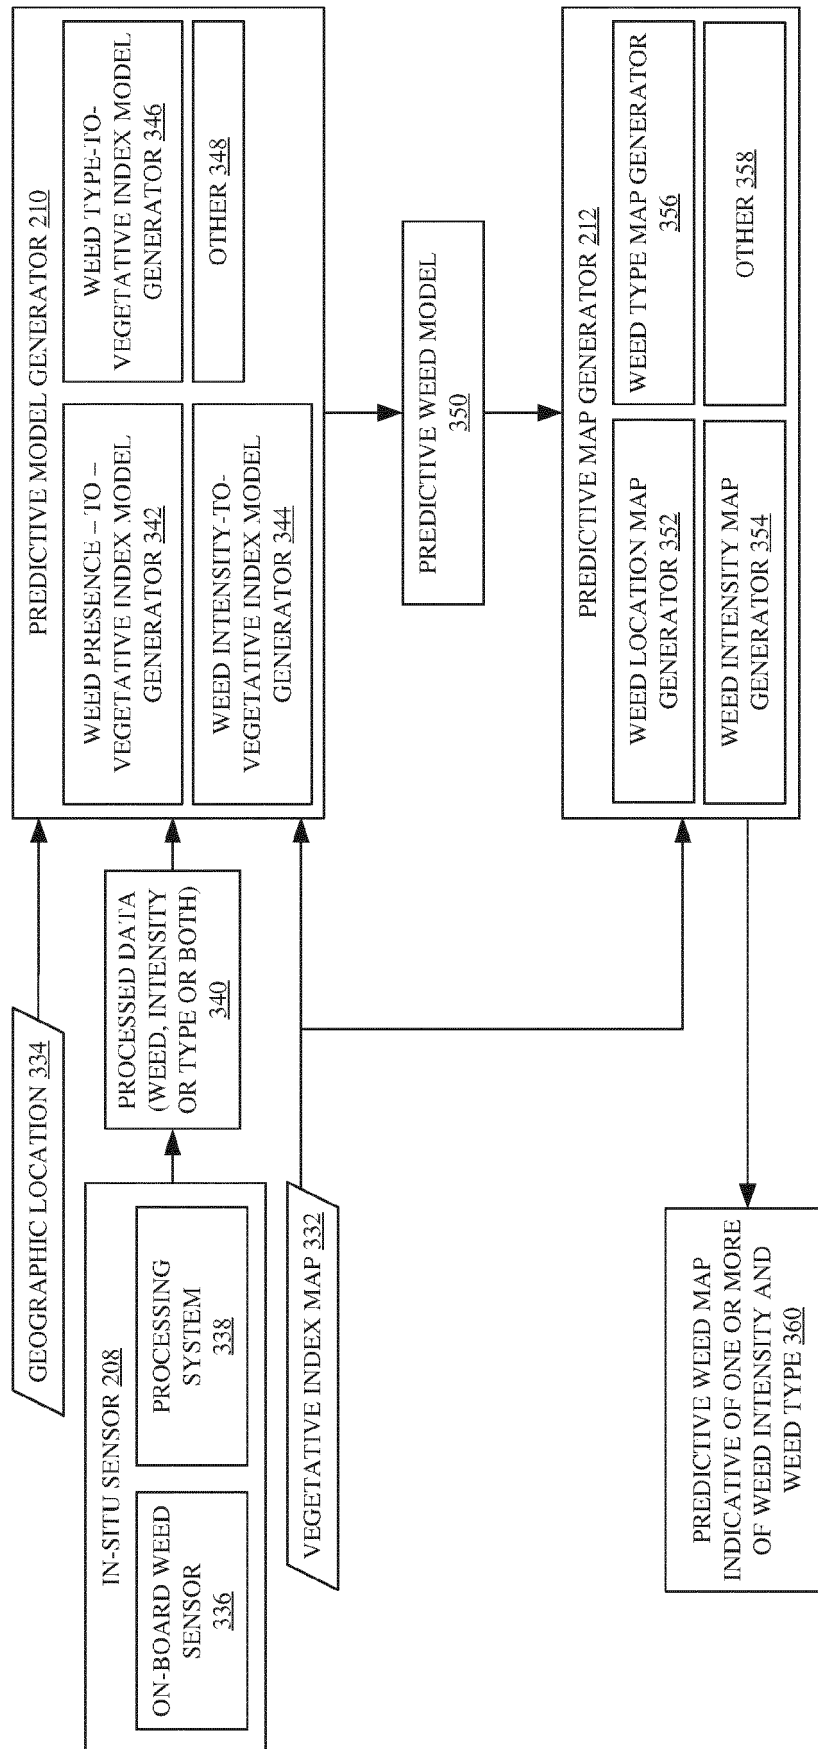 GEOGRAPHIC LOCATION 334
IN-SITU SENSOR 208
ON-BOARD WEED
SENSOR
336
PROCESSING
SYSTEM
338
VEGETATIVE INDEX MAP 332
PROCESSED DATA
(WEED, INTENSITY
OR TYPE OR BOTH)
340
PREDICTIVE MODEL GENERATOR 210
WEED PRESENCE – TO –
VEGETATIVE INDEX MODEL
GENERATOR 342
WEED TYPE-TO-
VEGETATIVE INDEX MODEL
GENERATOR 346
WEED INTENSITY-TO-
VEGETATIVE INDEX MODEL
GENERATOR 344
OTHER 348
PREDICTIVE WEED MODEL
350
PREDICTIVE MAP GENERATOR 212
WEED LOCATION MAP
GENERATOR 352
WEED TYPE MAP GENERATOR
356
WEED INTENSITY MAP
GENERATOR 354
OTHER 358
PREDICTIVE WEED MAP
INDICATIVE OF ONE OR MORE
OF WEED INTENSITY AND
WEED TYPE 360